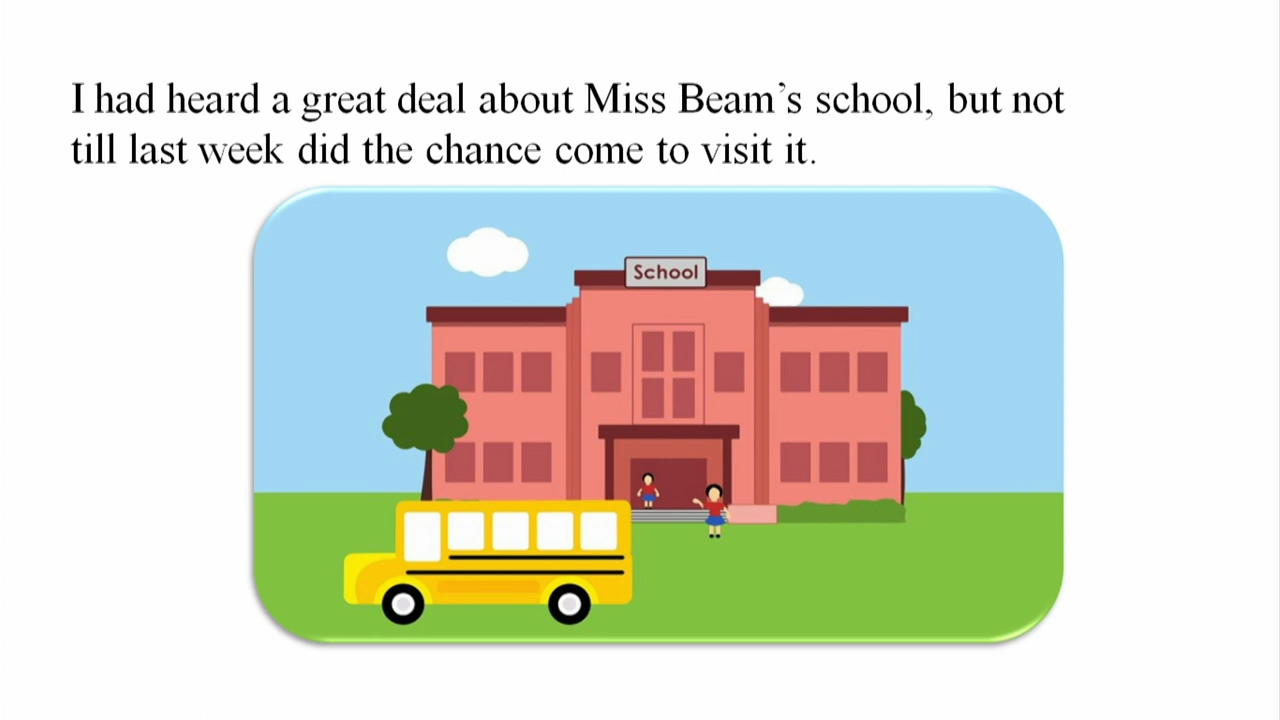 I had heard a great deal about Miss Beam’s school, but not
till last week did the chance come to visit it.
School